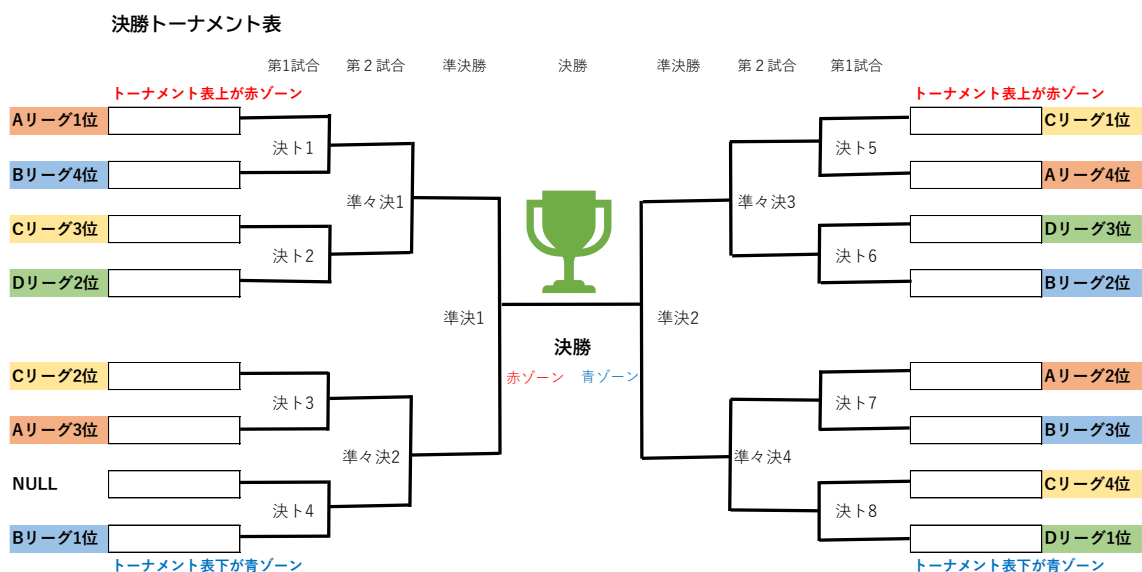 決勝トーナメント表
第1試合 第２試合 準決勝 決勝 準決勝 第２試合 第1試合
トーナメント表上が赤ゾーン トーナメント表上が赤ゾーン
Aリーグ1位 Cリーグ1位
決ト1 決ト5
Bリーグ4位 Aリーグ4位
準々決1 準々決3
Cリーグ3位 Dリーグ3位
決ト2 決ト6
Dリーグ2位 Bリーグ2位
準決1 準決2
決勝
赤ゾーン 青ゾーン
Cリーグ2位 Aリーグ2位
決ト3 決ト7
Aリーグ3位 Bリーグ3位
準々決2 準々決4
NULL Cリーグ4位
決ト4 決ト8
Bリーグ1位 Dリーグ1位
トーナメント表下が青ゾーン トーナメント表下が青ゾーン